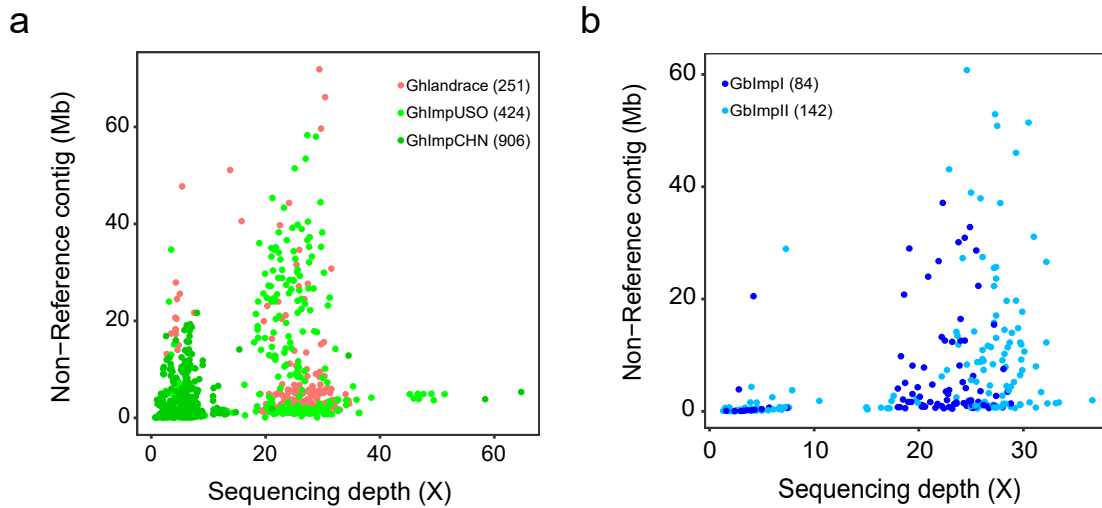 a
Non−Reference contig (Mb)
60
40
20
0
Ghlandrace (251)
GhImpUSO (424)
GhImpCHN (906)
0 20 40 60
Sequencing depth (X)
b
Non−Reference contig (Mb)
60
40
20
0
GbImpI (84)
GbImpII (142)
0 10 20 30
Sequencing depth (X)